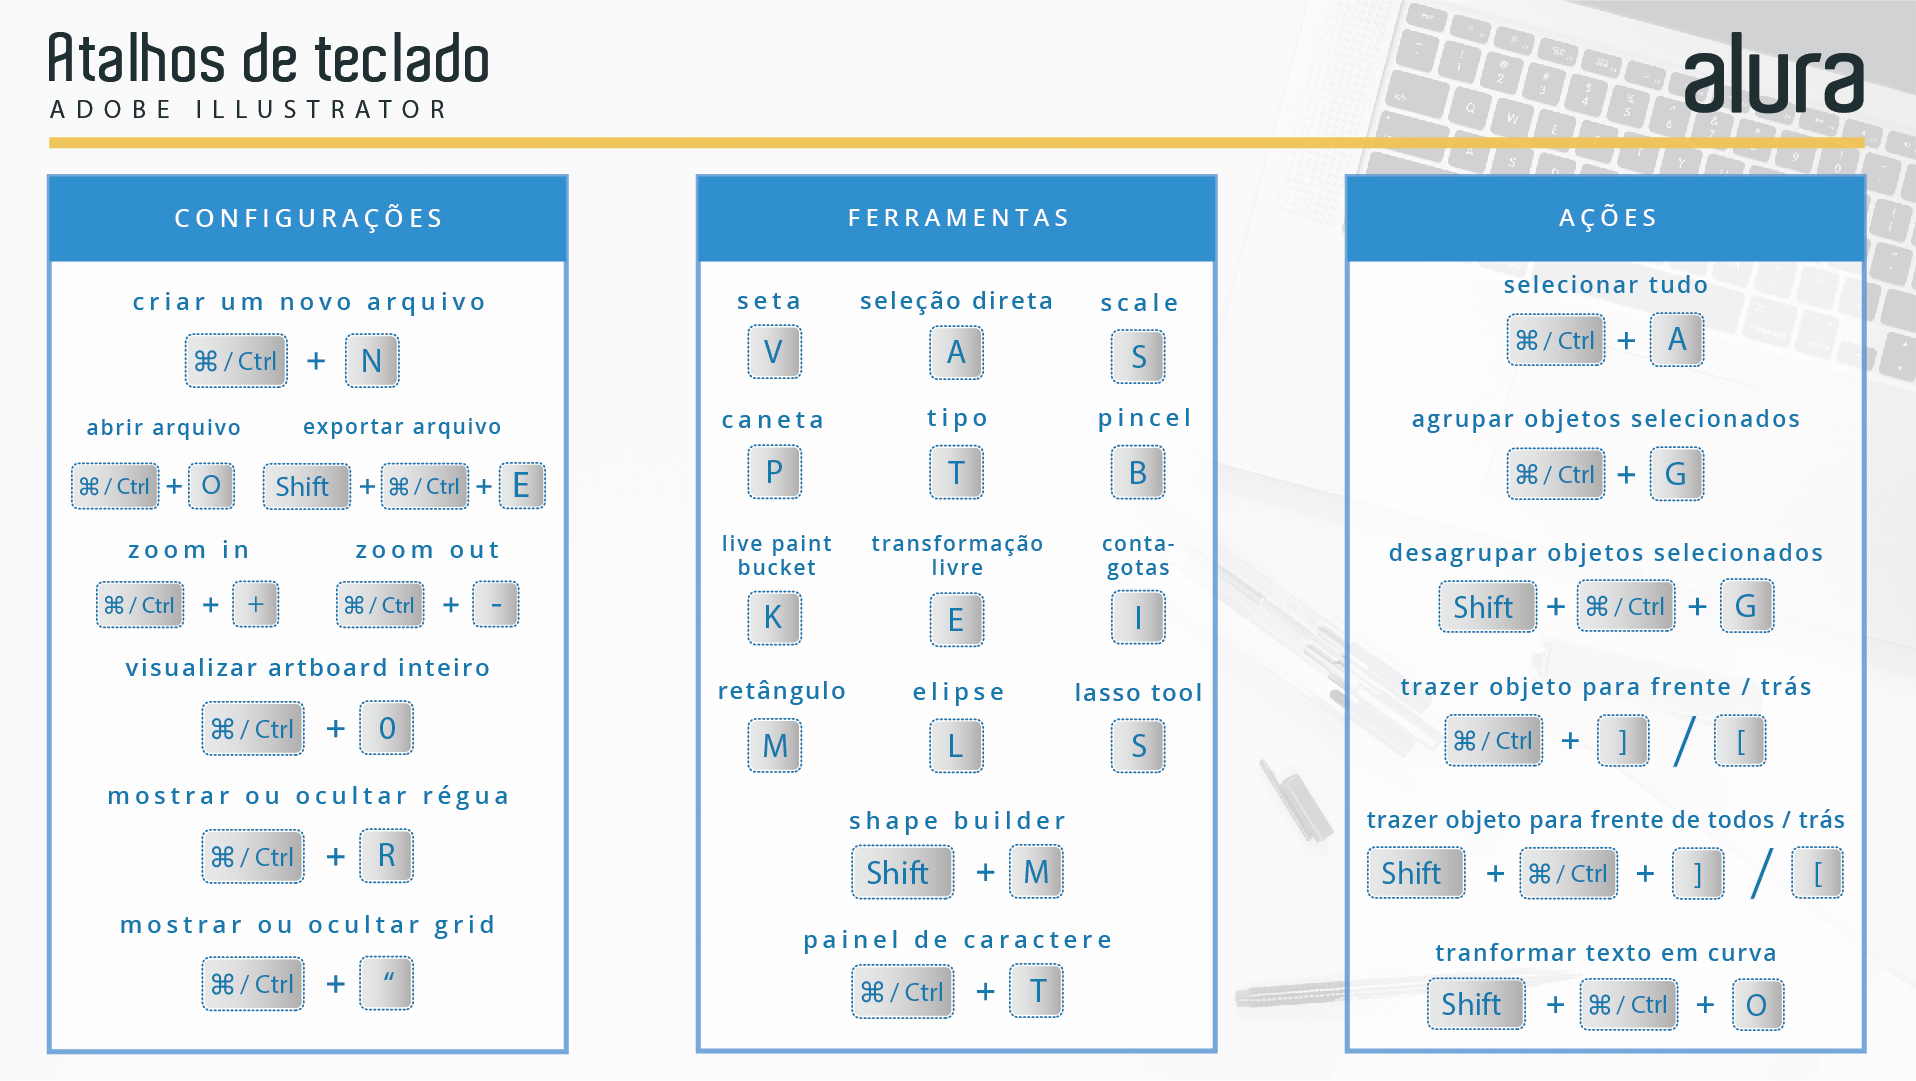 Atalhos de teclado
ADOBE ILLUSTRATOR
alura
CONFIGURAÇÕES
criar um novo arquivo
⌘ / Ctrl + N
abrir arquivo
⌘ / Ctrl + O
exportar arquivo
Shift + ⌘ / Ctrl + E
zoom in
⌘ / Ctrl + +
zoom out
⌘ / Ctrl + -
visualizar artboard inteiro
⌘ / Ctrl + 0
mostrar ou ocultar régua
⌘ / Ctrl + R
mostrar ou ocultar grid
⌘ / Ctrl + “
FERRAMENTAS
seta
V
seleção direta
A
scale
S
caneta
P
tipo
T
pincel
B
live paint
bucket
K
transformação
livre
E
conta-
gotas
I
retângulo
M
elipse
L
lasso tool
S
shape builder
Shift + M
painel de caractere
⌘ / Ctrl + T
AÇÕES
selecionar tudo
⌘ / Ctrl + A
agrupar objetos selecionados
⌘ / Ctrl + G
desagrupar objetos selecionados
Shift + ⌘ / Ctrl + G
trazer objeto para frente / trás
⌘ / Ctrl + ] / [
trazer objeto para frente de todos / trás
Shift + ⌘ / Ctrl + ] / [
tranformar texto em curva
Shift + ⌘ / Ctrl + O